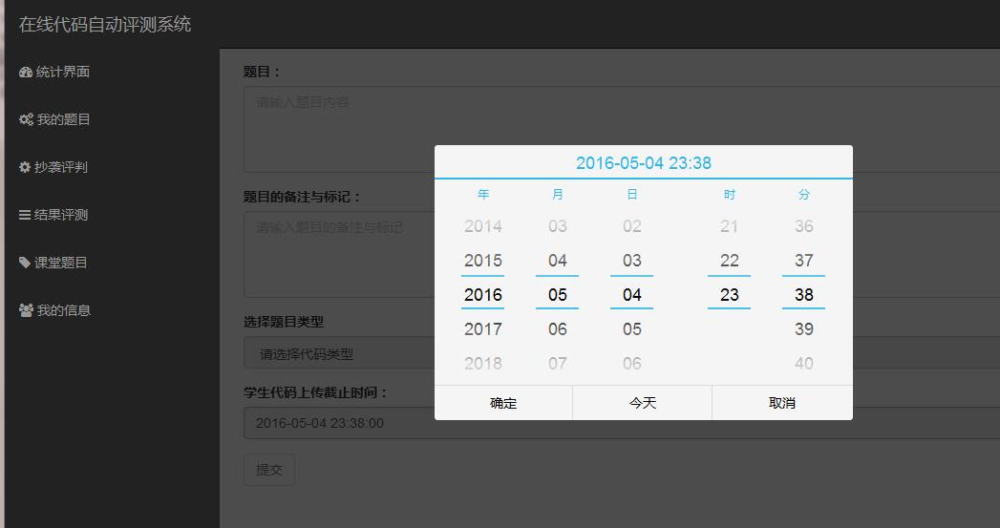 在线代码自动评测系统
统计界面
我的题目
抄袭评判
结果评测
课堂题目
我的信息
题目：
请输入题目内容
题目的备注与标记：
请输入题目的备注与标记
选择题目类型
请选择代码类型
学生代码上传截止时间：
2016-05-04 23:38:00
提交
2016-05-04 23:38
年 月 日 时 分
2014 03 02 21 36
2015 04 03 22 37
2016 05 04 23 38
2017 06 05 39
2018 07 06 40
确定 今天 取消